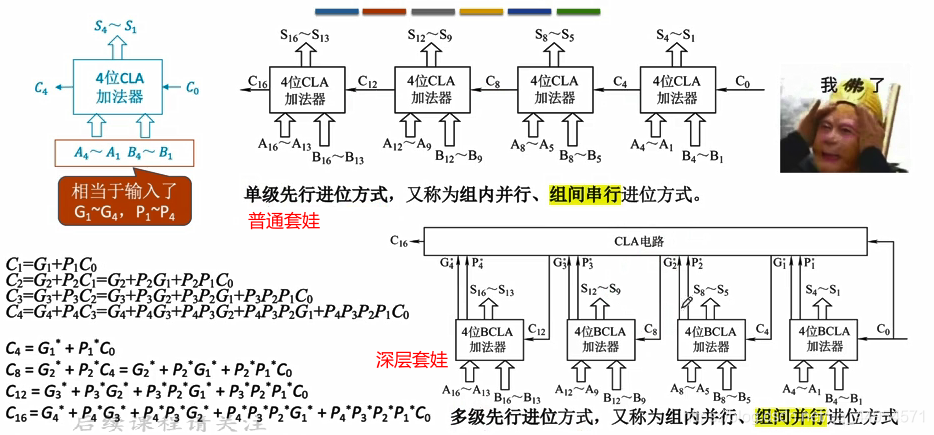 S₄～S₁
4位CLA
加法器
C₄
C₀
A₄～A₁ B₄～B₁
相当于输入了
G₁~G₄，P₁~P₄
S₁₆～S₁₃
S₁₂～S₉
S₈～S₅
S₄～S₁
C₁₆
4位CLA
加法器
C₁₂
4位CLA
加法器
C₈
4位CLA
加法器
C₄
4位CLA
加法器
C₀
A₁₆～A₁₃
B₁₆～B₁₃
A₁₂～A₉
B₁₂～B₉
A₈～A₅
B₈～B₅
A₄～A₁
B₄～B₁
我佛了
单级先行进位方式，又称为组内并行、组间串行进位方式。
普通套娃
C₁=G₁+P₁C₀
C₂=G₂+P₂C₁=G₂+P₂G₁+P₂P₁C₀
C₃=G₃+P₃C₂=G₃+P₃G₂+P₃P₂G₁+P₃P₂P₁C₀
C₄=G₄+P₄C₃=G₄+P₄G₃+P₄P₃G₂+P₄P₃P₂G₁+P₄P₃P₂P₁C₀
C₄ = G₁* + P₁*C₀
C₈ = G₂* + P₂*C₄ = G₂* + P₂*G₁* + P₂*P₁*C₀
C₁₂ = G₃* + P₃*G₂* + P₃*P₂*G₁* + P₃*P₂*P₁*C₀
C₁₆ = G₄* + P₄*G₃* + P₄*P₃*G₂* + P₄*P₃*P₂*G₁* + P₄*P₃*P₂*P₁*C₀
后续课程请关注
C₁₆
CLA电路
G₄* P₄*
G₃* P₃*
G₂* P₂*
G₁* P₁*
S₁₆～S₁₃
S₁₂～S₉
S₈～S₅
S₄～S₁
4位BCLA
加法器
C₁₂
4位BCLA
加法器
C₈
4位BCLA
加法器
C₄
4位BCLA
加法器
C₀
深层套娃
A₁₆～A₁₃
B₁₆～B₁₃
A₁₂～A₉
B₁₂～B₉
A₈～A₅
B₈～B₅
A₄～A₁
B₄～B₁
多级先行进位方式，又称为组内并行、组间并行进位方式